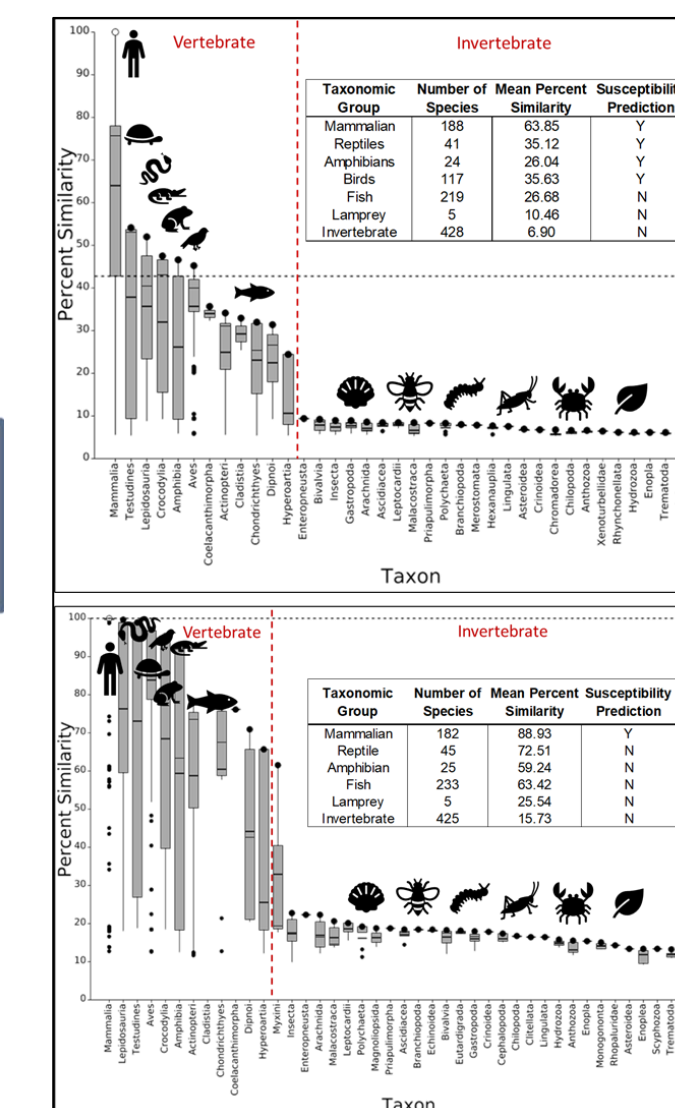 Vertebrate
Invertebrate
100
90
80
70
60
50
40
30
20
10
0
Percent Similarity
Taxonomic Group Number of Species Mean Percent Similarity Susceptibilit Prediction
Mammalian 188 63.85 Y
Reptiles 41 35.12 Y
Amphibians 24 26.04 Y
Birds 117 35.63 Y
Fish 219 26.68 N
Lamprey 5 10.46 N
Invertebrate 428 6.90 N
Mammalia
Testudines
Lepidosauria
Crocodylia
Amphibia
Aves
Coelacanthimorpha
Actinopteri
Cladistia
Chondrichthyes
Dipnoi
Hyperoartia
Enteropneusta
Bivalvia
Insecta
Gastropoda
Arachnida
Ascidiacea
Leptocardii
Malacostraca
Priapulimorpha
Polychaeta
Branchiopoda
Merostomata
Hexanauplia
Lingulata
Asteroidea
Crinoidea
Chromadorea
Chilopoda
Anthozoa
Xenoturbellidae
Rhynchonellata
Hydrozoa
Enopla
Trematoda
Taxon
Vertebrate
Invertebrate
100
90
80
70
60
50
40
30
20
10
0
Percent Similarity
Taxonomic Group Number of Species Mean Percent Similarity Susceptibility Prediction
Mammalian 182 88.93 Y
Reptile 45 72.51 N
Amphibian 25 59.24 N
Fish 233 63.42 N
Lamprey 5 25.54 N
Invertebrate 425 15.73 N
Mammalia
Lepidosauria
Testudines
Aves
Crocodylia
Amphibia
Actinopteri
Cladistia
Chondrichthyes
Coelacanthimorpha
Dipnoi
Hyperoartia
Myxini
Insecta
Enteropneusta
Arachnida
Malacostraca
Leptocardii
Polychaeta
Magnoliopsida
Priapulimorpha
Ascidiacea
Branchiopoda
Echinoidea
Bivalvia
Eutardigrada
Gastropoda
Crinoidea
Cephalopoda
Chilopoda
Clitellata
Lingulata
Hydrozoa
Anthozoa
Enopla
Monogononta
Rhopaluridae
Asteroidea
Enoplea
Scyphozoa
Trematoda
Taxon